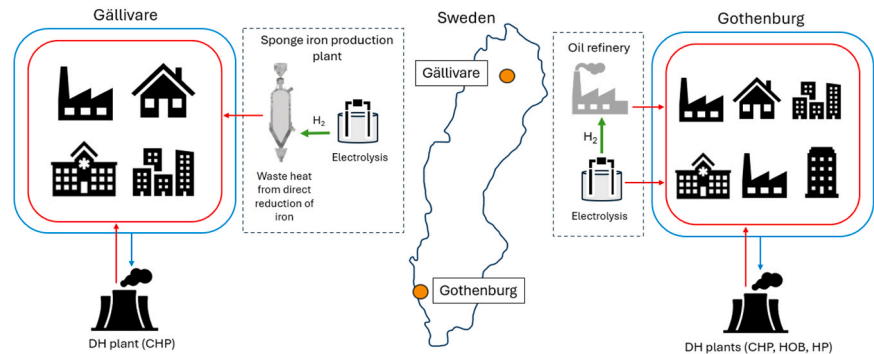 Gällivare
Sponge iron production
plant
H2
Electrolysis
Waste heat
from direct
reduction of
iron
DH plant (CHP)
Sweden
Gällivare
Gothenburg
Oil refinery
H2
Electrolysis
Gothenburg
DH plants (CHP, HOB, HP)